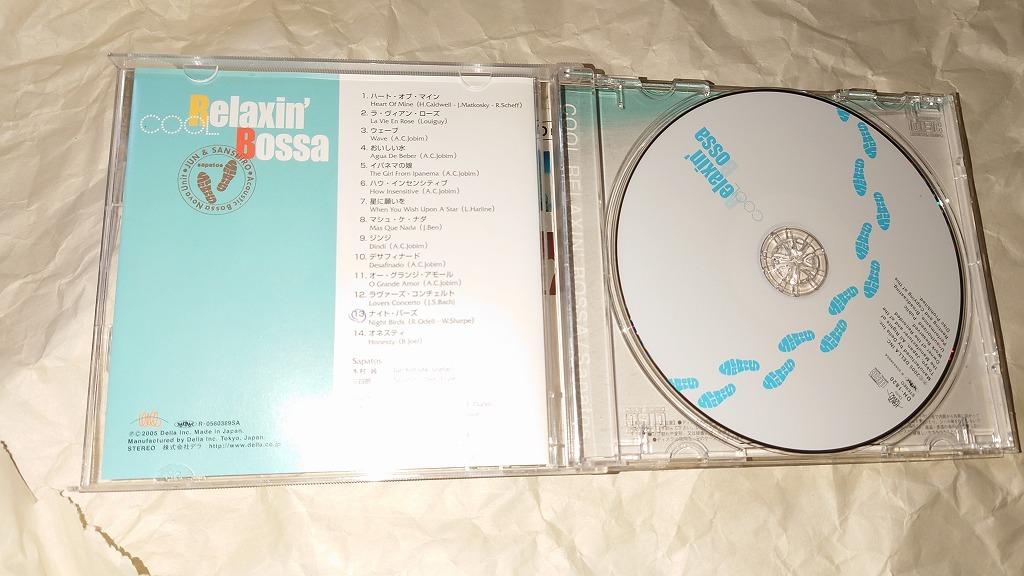 COOL
Relaxin'
Bossa
JUN & SANSHIRO • Acoustic Bossa Nova Unit
sapatos
1. ハート・オブ・マイン
Heart Of Mine (H.Caldwell - J.Matkosky - R.Scheff)
2. ラ・ヴィアン・ローズ
La Vie En Rose (Louiguy)
3. ウェーブ
Wave (A.C.Jobim)
4. おいしい水
Agua De Beber (A.C.Jobim)
5. イパネマの娘
The Girl From Ipanema (A.C.Jobim)
6. ハウ・インセンシティブ
How Insensitive (A.C.Jobim)
7. 星に願いを
When You Wish Upon A Star (L.Harline)
8. マシュ・ケ・ナダ
Mas Que Nada (J.Ben)
9. ジンジ
Dindi (A.C.Jobim)
10. デサフィナード
Desafinado (A.C.Jobim)
11. オー・グランジ・アモール
O Grande Amor (A.C.Jobim)
12. ラヴァーズ・コンチェルト
Lovers Concerto (J.S.Bach)
13. ナイト・バーズ
Night Birds (R.Odell - W.Sharpe)
14. オネスティ
Honesty (B.Joel)
Sapatos
木村 純
三四朗
R-0560389SA
℗©2005 Della Inc. Made in Japan.
Manufactured by Della Inc. Tokyo, Japan.
STEREO 株式会社デラ http://www.della.co.jp
COOL RELAXIN' BOSSA
cool
Relaxin'
Bossa